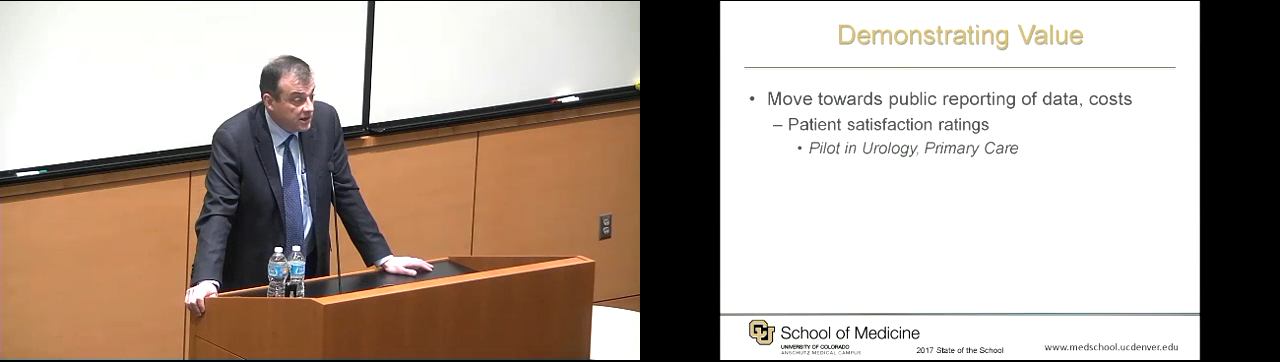 Demonstrating Value
• Move towards public reporting of data, costs
– Patient satisfaction ratings
• Pilot in Urology, Primary Care
CU
School of Medicine
UNIVERSITY OF COLORADO
ANSCHUTZ MEDICAL CAMPUS
2017 State of the School
www.medschool.ucdenver.edu